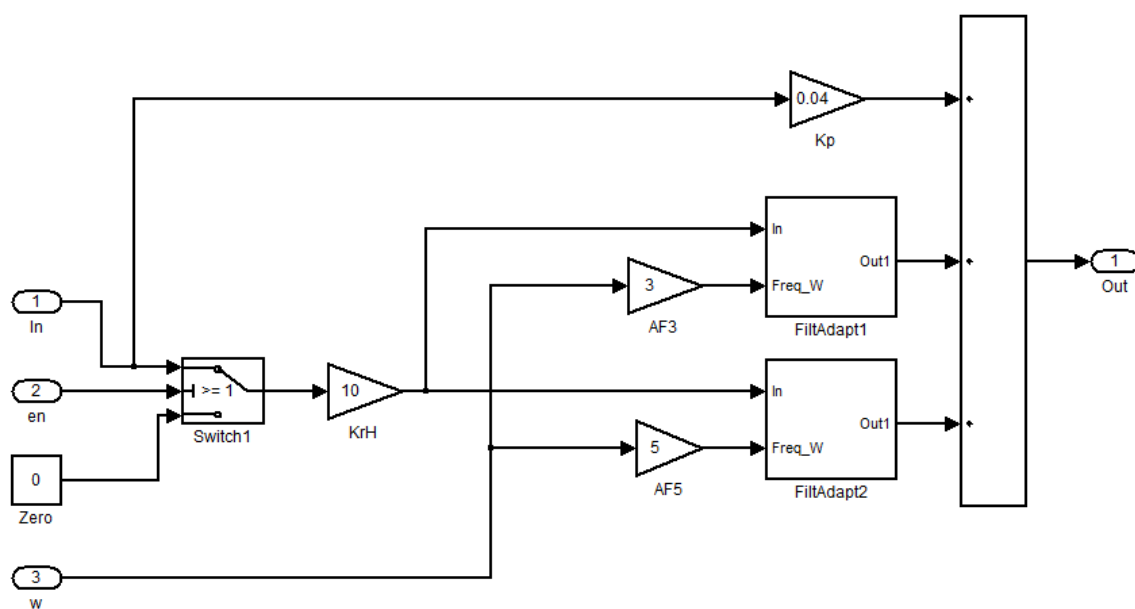 0.04
Kp
In
Out1
Freq_W
FiltAdapt1
3
AF3
1
Out
1
In
2
en
>= 1
Switch1
10
KrH
In
Out1
Freq_W
FiltAdapt2
5
AF5
0
Zero
3
w